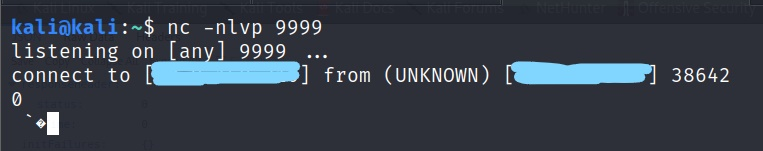 kali@kali:~$ nc -nlvp 9999
listening on [any] 9999 ...
connect to [] from (UNKNOWN) [] 38642
0
`�